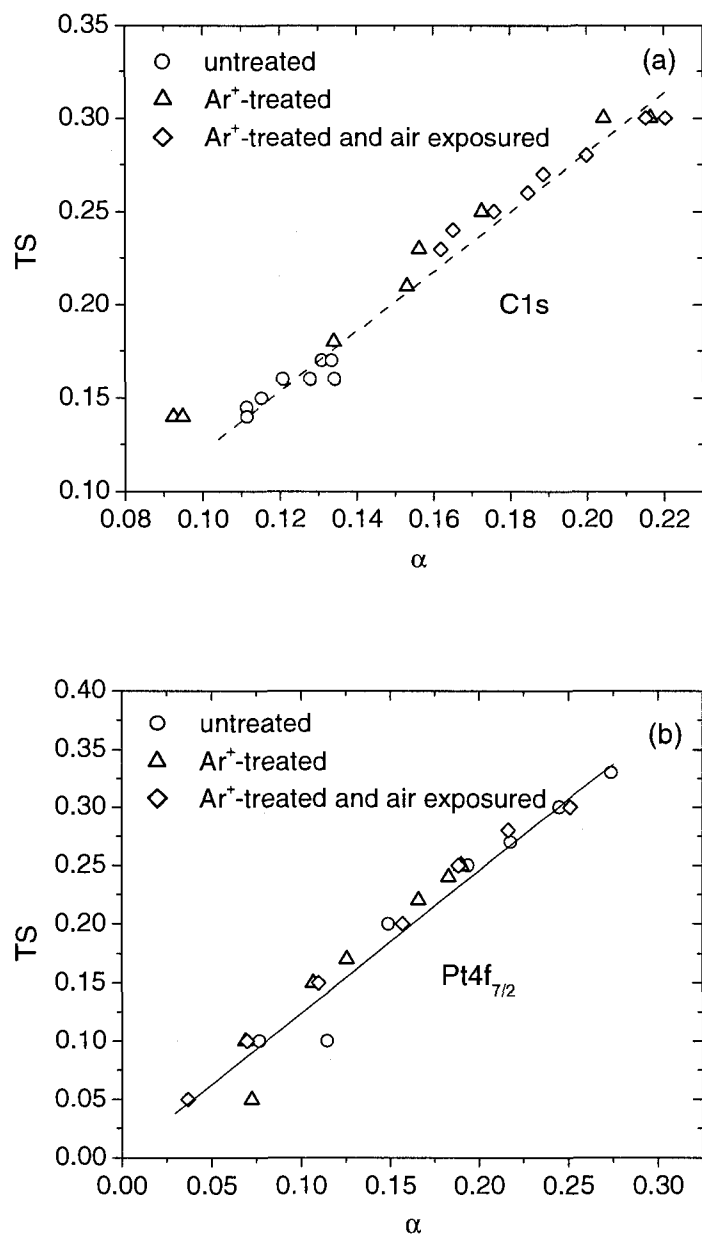 0.35
(a)
untreated
Ar⁺-treated
Ar⁺-treated and air exposured
0.30
0.25
TS
0.20
C1s
0.15
0.10
0.08 0.10 0.12 0.14 0.16 0.18 0.20 0.22
α
0.40
(b)
untreated
0.35
Ar⁺-treated
Ar⁺-treated and air exposured
0.30
0.25
TS
0.20
0.15
Pt4f₇/₂
0.10
0.05
0.00
0.00 0.05 0.10 0.15 0.20 0.25 0.30
α